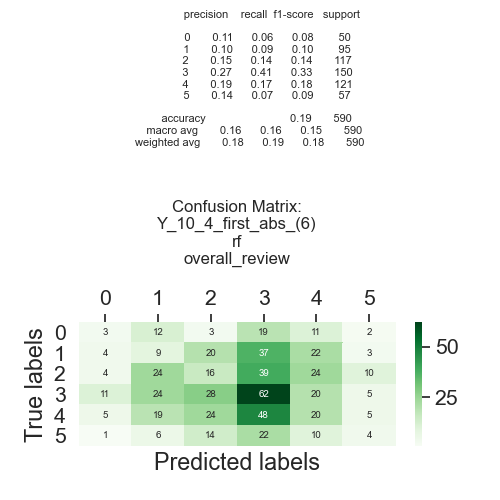 precision recall f1-score support
0 0.11 0.06 0.08 50
1 0.10 0.09 0.10 95
2 0.15 0.14 0.14 117
3 0.27 0.41 0.33 150
4 0.19 0.17 0.18 121
5 0.14 0.07 0.09 57
accuracy 0.19 590
macro avg 0.16 0.16 0.15 590
weighted avg 0.18 0.19 0.18 590
Confusion Matrix:
Y_10_4_first_abs_(6)
rf
overall_review
0 1 2 3 4 5
True labels
0 3 12 3 19 11 2
1 4 9 20 37 22 3
2 4 24 16 39 24 10
3 11 24 28 62 20 5
4 5 19 24 48 20 5
5 1 6 14 22 10 4
Predicted labels
50
25